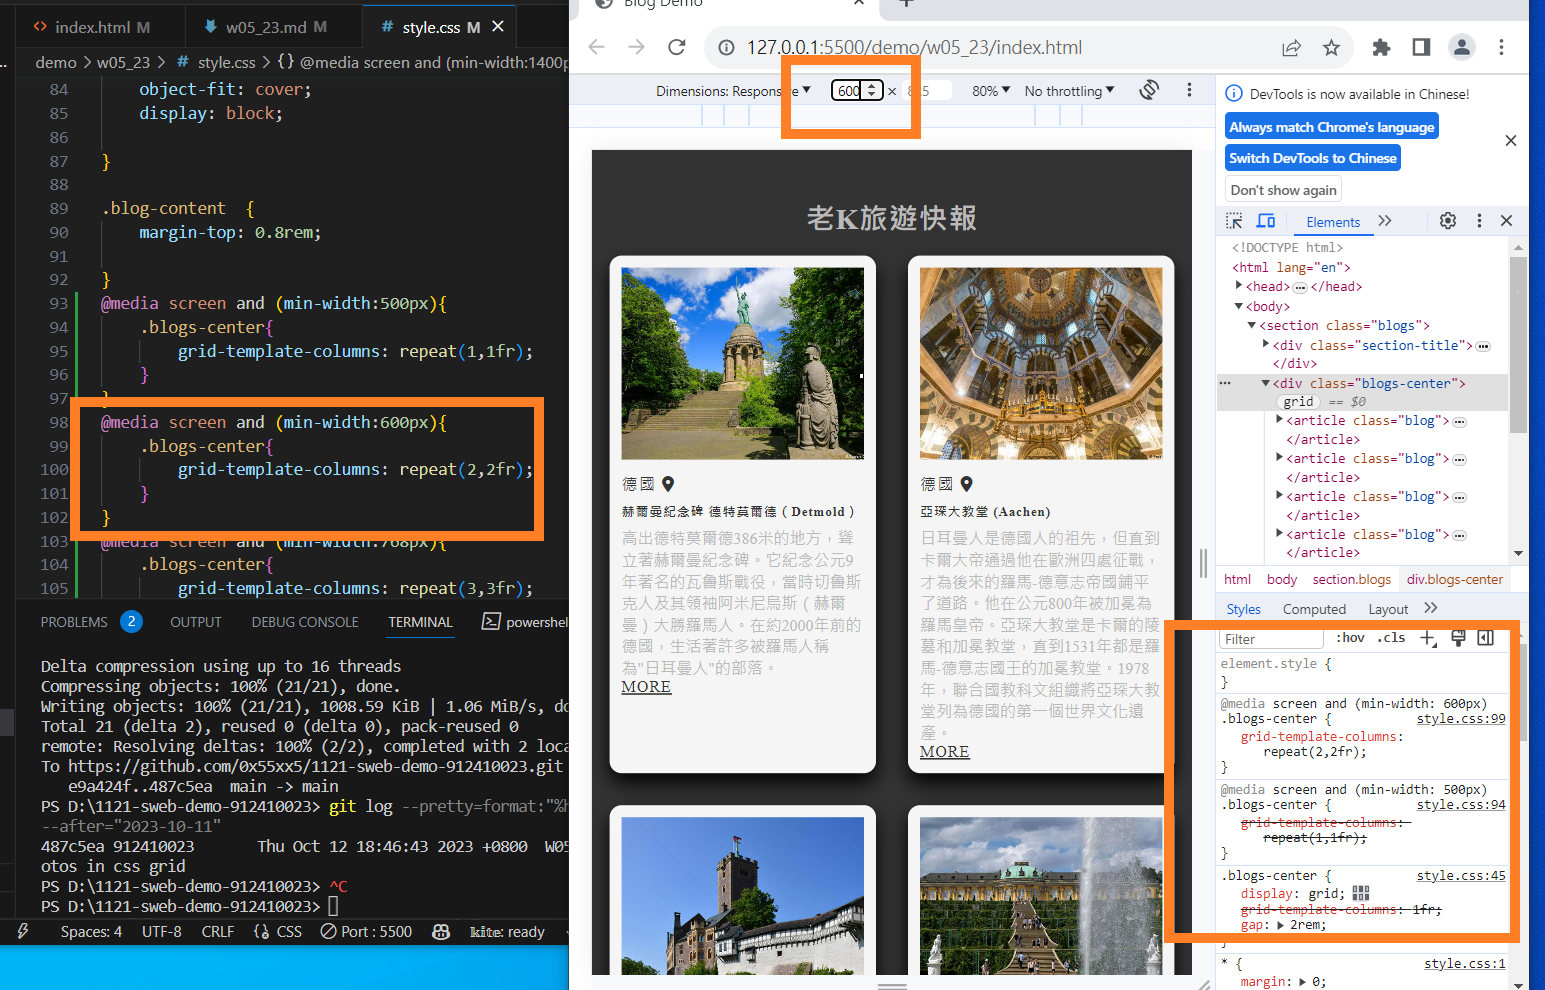 index.html M
w05_23.md M
# style.css M
demo > w05_23 > # style.css > {} @media screen and (min-width:1400p
84 object-fit: cover;
85 display: block;
86
87 }
88
89 .blog-content {
90 margin-top: 0.8rem;
91
92 }
93 @media screen and (min-width:500px){
94 .blogs-center{
95 grid-template-columns: repeat(1,1fr);
96 }
97 }
98 @media screen and (min-width:600px){
99 .blogs-center{
100 grid-template-columns: repeat(2,2fr);
101 }
102 }
103 @media screen and (min-width:768px){
104 .blogs-center{
105 grid-template-columns: repeat(3,3fr);
PROBLEMS 2 OUTPUT DEBUG CONSOLE TERMINAL powershel
Delta compression using up to 16 threads
Compressing objects: 100% (21/21), done.
Writing objects: 100% (21/21), 1008.59 KiB | 1.06 MiB/s, do
Total 21 (delta 2), reused 0 (delta 0), pack-reused 0
remote: Resolving deltas: 100% (2/2), completed with 2 loca
To https://github.com/0x55xx5/1121-sweb-demo-912410023.git
e9a424f..487c5ea main -> main
PS D:\1121-sweb-demo-912410023> git log --pretty=format:"%h
--after="2023-10-11"
487c5ea 912410023 Thu Oct 12 18:46:43 2023 +0800 W05
otos in css grid
PS D:\1121-sweb-demo-912410023> ^C
PS D:\1121-sweb-demo-912410023>
Spaces: 4 UTF-8 CRLF {} CSS Port : 5500 kite: ready
Blog Demo
127.0.0.1:5500/demo/w05_23/index.html
Dimensions: Responsive 600 × 80% No throttling
老K旅遊快報
德國
赫爾曼紀念碑 德特莫爾德 ( Detmold )
高出德特莫爾德386米的地方，聳
立著赫爾曼紀念碑。它紀念公元9
年著名的瓦魯斯戰役，當時切魯斯
克人及其領袖阿米尼烏斯（赫爾
曼）大勝羅馬人。在約2000年前的
德國，生活著許多被羅馬人稱
為"日耳曼人"的部落。
MORE
德國
亞琛大教堂 (Aachen)
日耳曼人是德國人的祖先，但直到
卡爾大帝通過他在歐洲四處征戰，
才為後來的羅馬-德意志帝國鋪平
了道路。他在公元800年被加冕為
羅馬皇帝。亞琛大教堂是卡爾的陵
墓和加冕教堂，直到1531年都是羅
馬-德意志國王的加冕教堂。1978
年，聯合國教科文組織將亞琛大教
堂列為德國的第一個世界文化遺
產。
MORE
DevTools is now available in Chinese!
Always match Chrome's language
Switch DevTools to Chinese
Don't show again
Elements
<!DOCTYPE html>
<html lang="en">
<head> … </head>
<body>
<section class="blogs">
<div class="section-title"> …
</div>
<div class="blogs-center">
grid == $0
<article class="blog"> …
</article>
<article class="blog"> …
</article>
<article class="blog"> …
</article>
<article class="blog"> …
</article>
html body section.blogs div.blogs-center
Styles Computed Layout
Filter :hov .cls
element.style {
}
@media screen and (min-width: 600px)
.blogs-center { style.css:99
grid-template-columns:
repeat(2,2fr);
}
@media screen and (min-width: 500px)
.blogs-center { style.css:94
grid-template-columns:
repeat(1,1fr);
}
.blogs-center { style.css:45
display: grid;
grid-template-columns: 1fr;
gap: 2rem;
}
* { style.css:1
margin: 0;